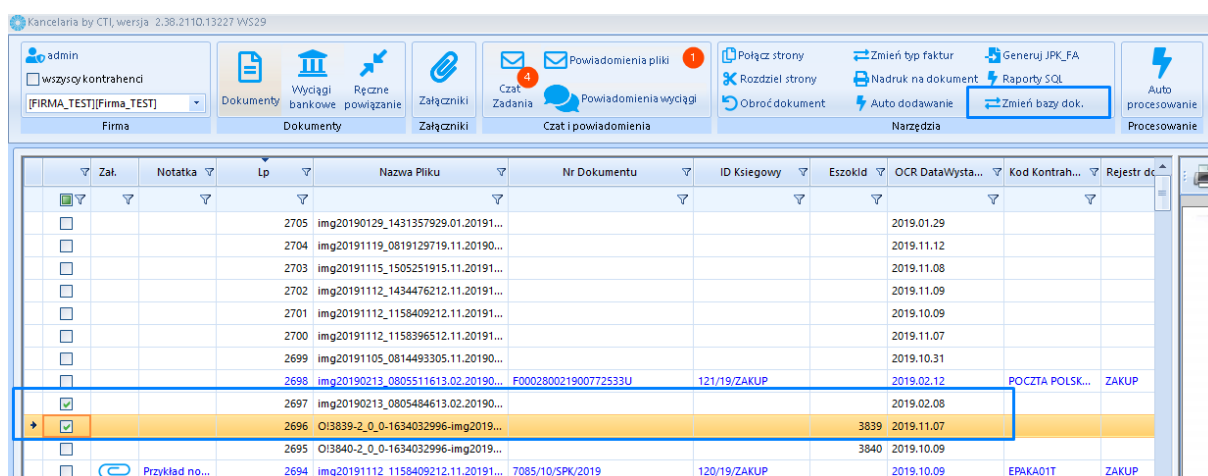 Kancelaria by CTI, wersja 2.38.2110.13227 WS29
admin
wszyscy kontrahenci
[FIRMA_TEST][Firma_TEST]
Firma
Dokumenty
Wyciągi bankowe
Ręczne powiązanie
Dokumenty
Załączniki
Załączniki
4
Czat Zadania
Powiadomienia pliki 1
Powiadomienia wyciągi
Czat i powiadomienia
Połącz strony
Rozdziel strony
Obroć dokument
Zmień typ faktur
Nadruk na dokument
Auto dodawanie
Generuj JPK_FA
Raporty SQL
Zmień bazy dok.
Narzędzia
Auto procesowanie
Procesowanie
Zał. Notatka Lp Nazwa Pliku Nr Dokumentu ID Ksiegowy EszokId OCR DataWysta... Kod Kontrah... Rejestr do
2705 img20190129_1431357929.01.20191... 2019.01.29
2704 img20191119_0819129719.11.20190... 2019.11.12
2703 img20191115_1505251915.11.20191... 2019.11.08
2702 img20191112_1434476212.11.20191... 2019.11.09
2701 img20191112_1158409212.11.20191... 2019.10.09
2700 img20191112_1158396512.11.20191... 2019.11.07
2699 img20191105_0814493305.11.20190... 2019.10.31
2698 img20190213_0805511613.02.20190... F000280021900772533U 121/19/ZAKUP 2019.02.12 POCZTA POLSK... ZAKUP
2697 img20190213_0805484613.02.20190... 2019.02.08
2696 O!3839-2_0_0-1634032996-img2019... 3839 2019.11.07
2695 O!3840-2_0_0-1634032996-img2019... 3840 2019.10.09
Przykład no... 2694 img20191112_1158409212.11.20191... 7085/10/SPK/2019 120/19/ZAKUP 2019.10.09 EPAKA01T ZAKUP